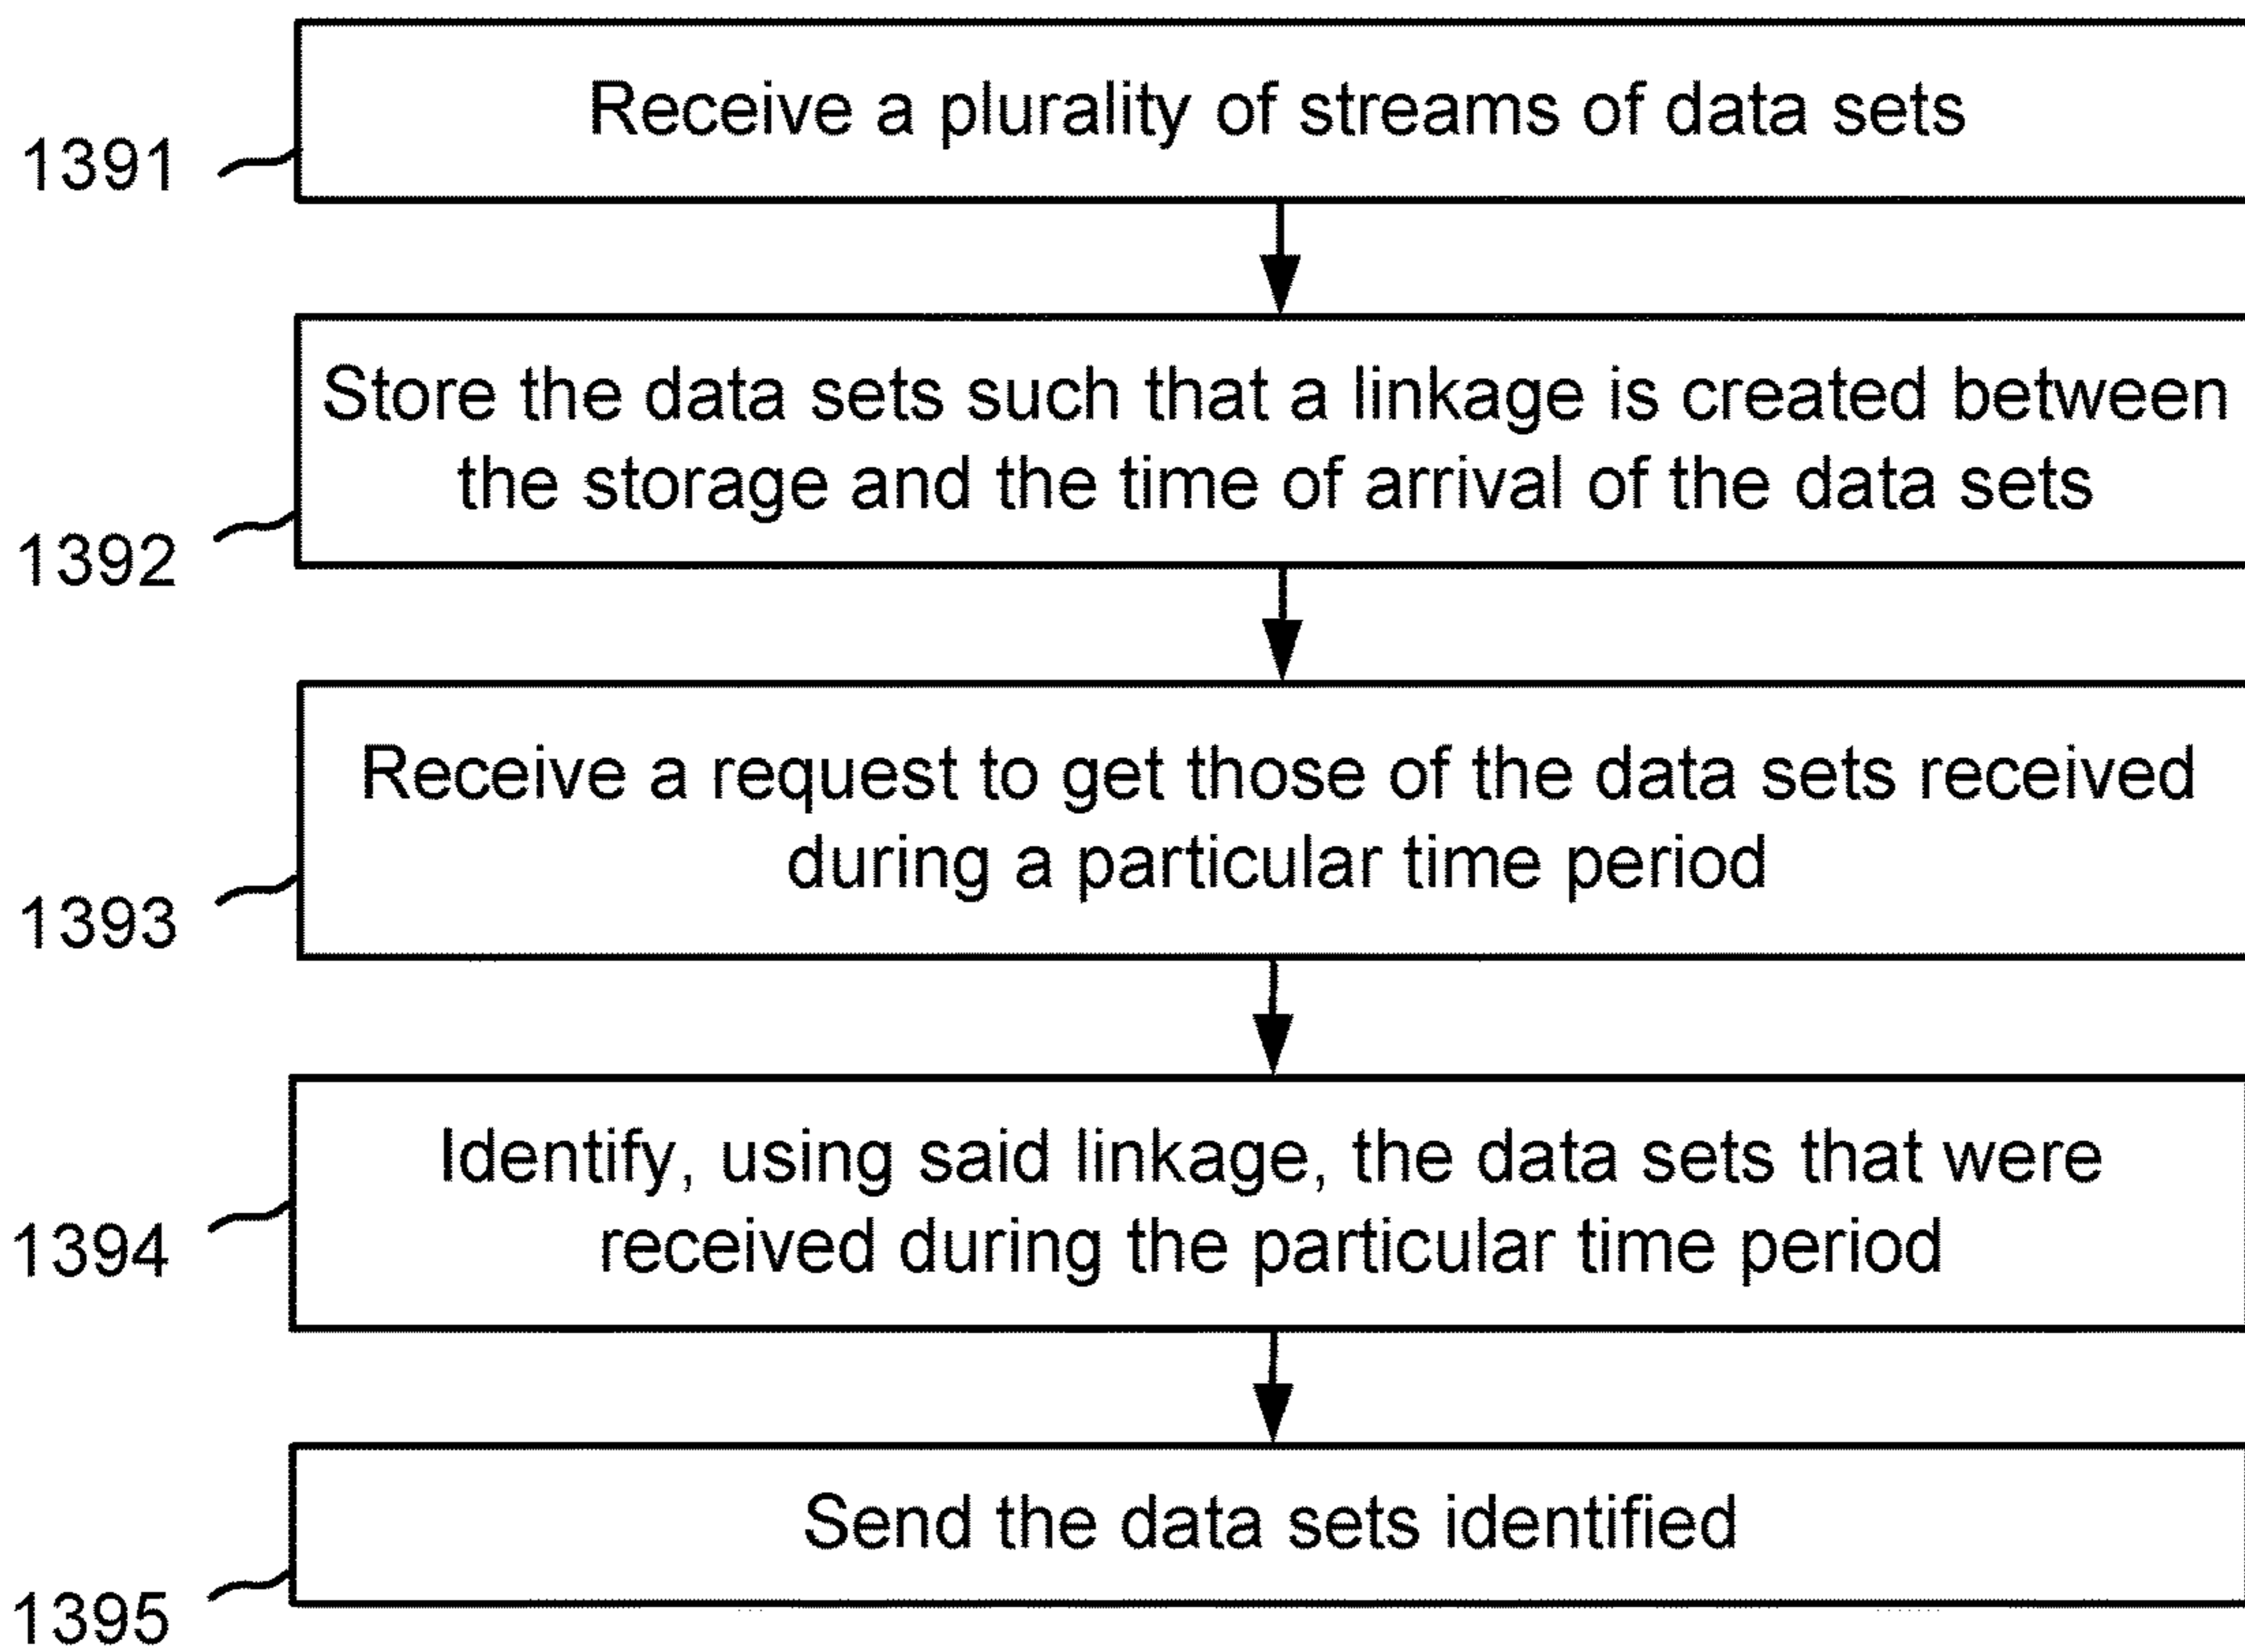 Receive a plurality of streams of data sets
1391
Store the data sets such that a linkage is created between
the storage and the time of arrival of the data sets
1392
Receive a request to get those of the data sets received
during a particular time period
1393
Identify, using said linkage, the data sets that were
received during the particular time period
1394
Send the data sets identified
1395